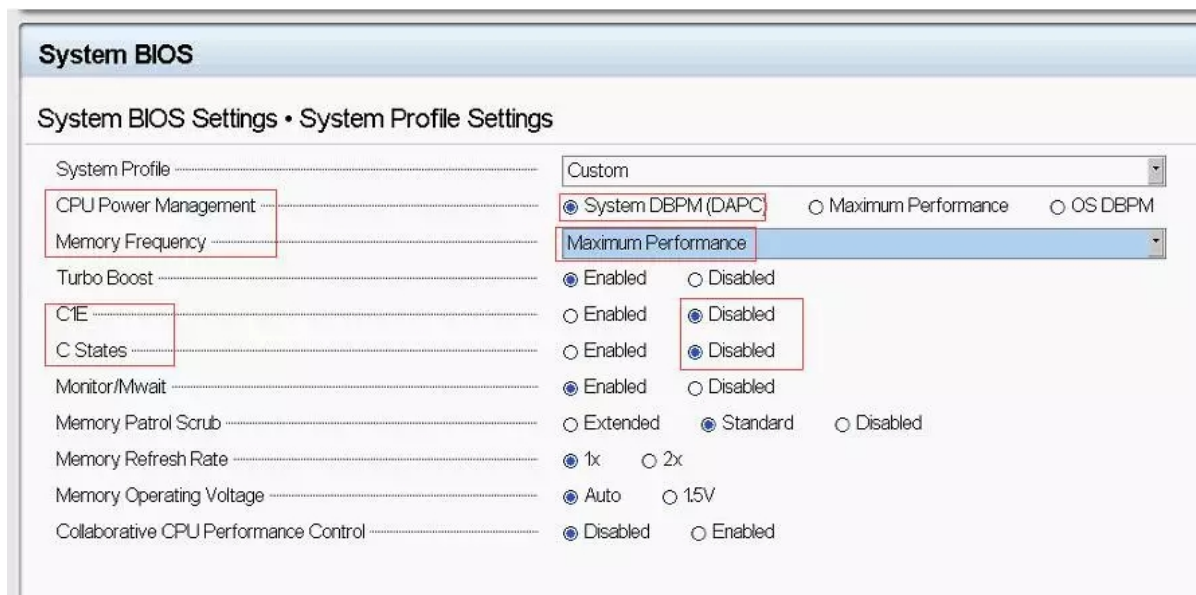 System BIOS
System BIOS Settings • System Profile Settings
System Profile Custom
CPU Power Management System DBPM (DAPC) Maximum Performance OS DBPM
Memory Frequency Maximum Performance
Turbo Boost Enabled Disabled
C1E Enabled Disabled
C States Enabled Disabled
Monitor/Mwait Enabled Disabled
Memory Patrol Scrub Extended Standard Disabled
Memory Refresh Rate 1x 2x
Memory Operating Voltage Auto 1.5V
Collaborative CPU Performance Control Disabled Enabled